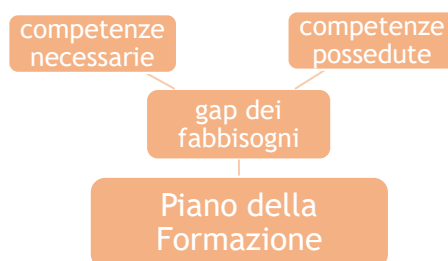 competenze
necessarie
competenze
possedute
gap dei
fabbisogni
Piano della
Formazione